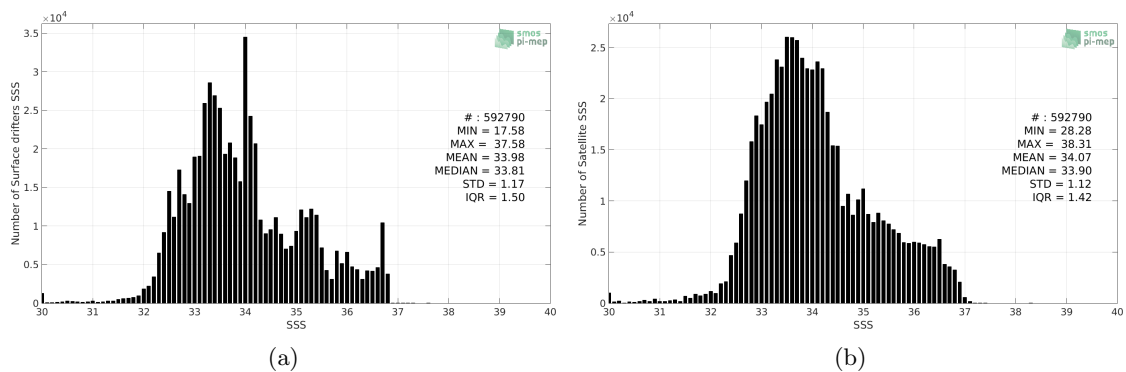 ×10⁴
3.5
3
2.5
2
1.5
1
0.5
0
Number of Surface drifters SSS
smos
pi-mep
# : 592790
MIN = 17.58
MAX = 37.58
MEAN = 33.98
MEDIAN = 33.81
STD = 1.17
IQR = 1.50
30 31 32 33 34 35 36 37 38 39 40
SSS
(a)
×10⁴
2.5
2
1.5
1
0.5
0
Number of Satellite SSS
smos
pi-mep
# : 592790
MIN = 28.28
MAX = 38.31
MEAN = 34.07
MEDIAN = 33.90
STD = 1.12
IQR = 1.42
30 31 32 33 34 35 36 37 38 39 40
SSS
(b)